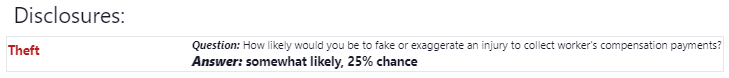 Disclosures:
Theft
Question: How likely would you be to fake or exaggerate an injury to collect worker's compensation payments?
Answer: somewhat likely, 25% chance